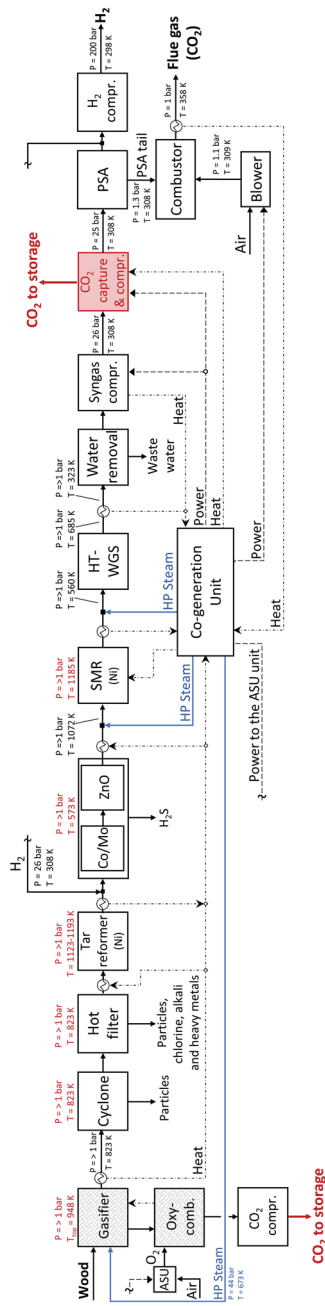 Wood
P = > 1 bar
T_top = 948 K
Gasifier
Oxy-
comb.
O₂
ASU
Air
HP Steam
P = 44 bar
T = 673 K
CO₂
compr.
CO₂ to storage
P = > 1 bar
T = 823 K
Heat
P = > 1 bar
T = 823 K
Cyclone
Particles
P = > 1 bar
T = 823 K
Hot
filter
Particles,
chlorine, alkali
and heavy metals
P = >1 bar
T = 1123-1193 K
Tar
reformer
(Ni)
H₂
P = 26 bar
T = 308 K
P = >1 bar
T = 573 K
Co/Mo
ZnO
H₂S
P =>1 bar
T = 1072 K
HP Steam
P = >1 bar
T = 1185K
SMR
(Ni)
P =>1 bar
T = 560 K
HP Steam
HT-
WGS
P =>1 bar
T = 685 K
P =>1 bar
T = 323 K
Water
removal
Waste
water
Syngas
compr.
Heat
P = 26 bar
T = 308 K
CO₂ to storage
CO₂
capture
& compr.
P = 25 bar
T = 308 K
PSA
P = 1.3 bar
T = 308 K
PSA tail
H₂
compr.
P = 200 bar
T = 298 K
H₂
Combustor
P = 1 bar
T = 358 K
Flue gas
(CO₂)
P = 1.1 bar
T = 309 K
Blower
Air
Co-generation
Unit
Power
Heat
Power
Heat
Power to the ASU unit